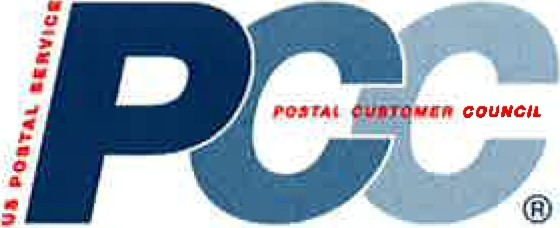 US POSTAL SERVICE
PCC
POSTAL CUSTOMER COUNCIL
®